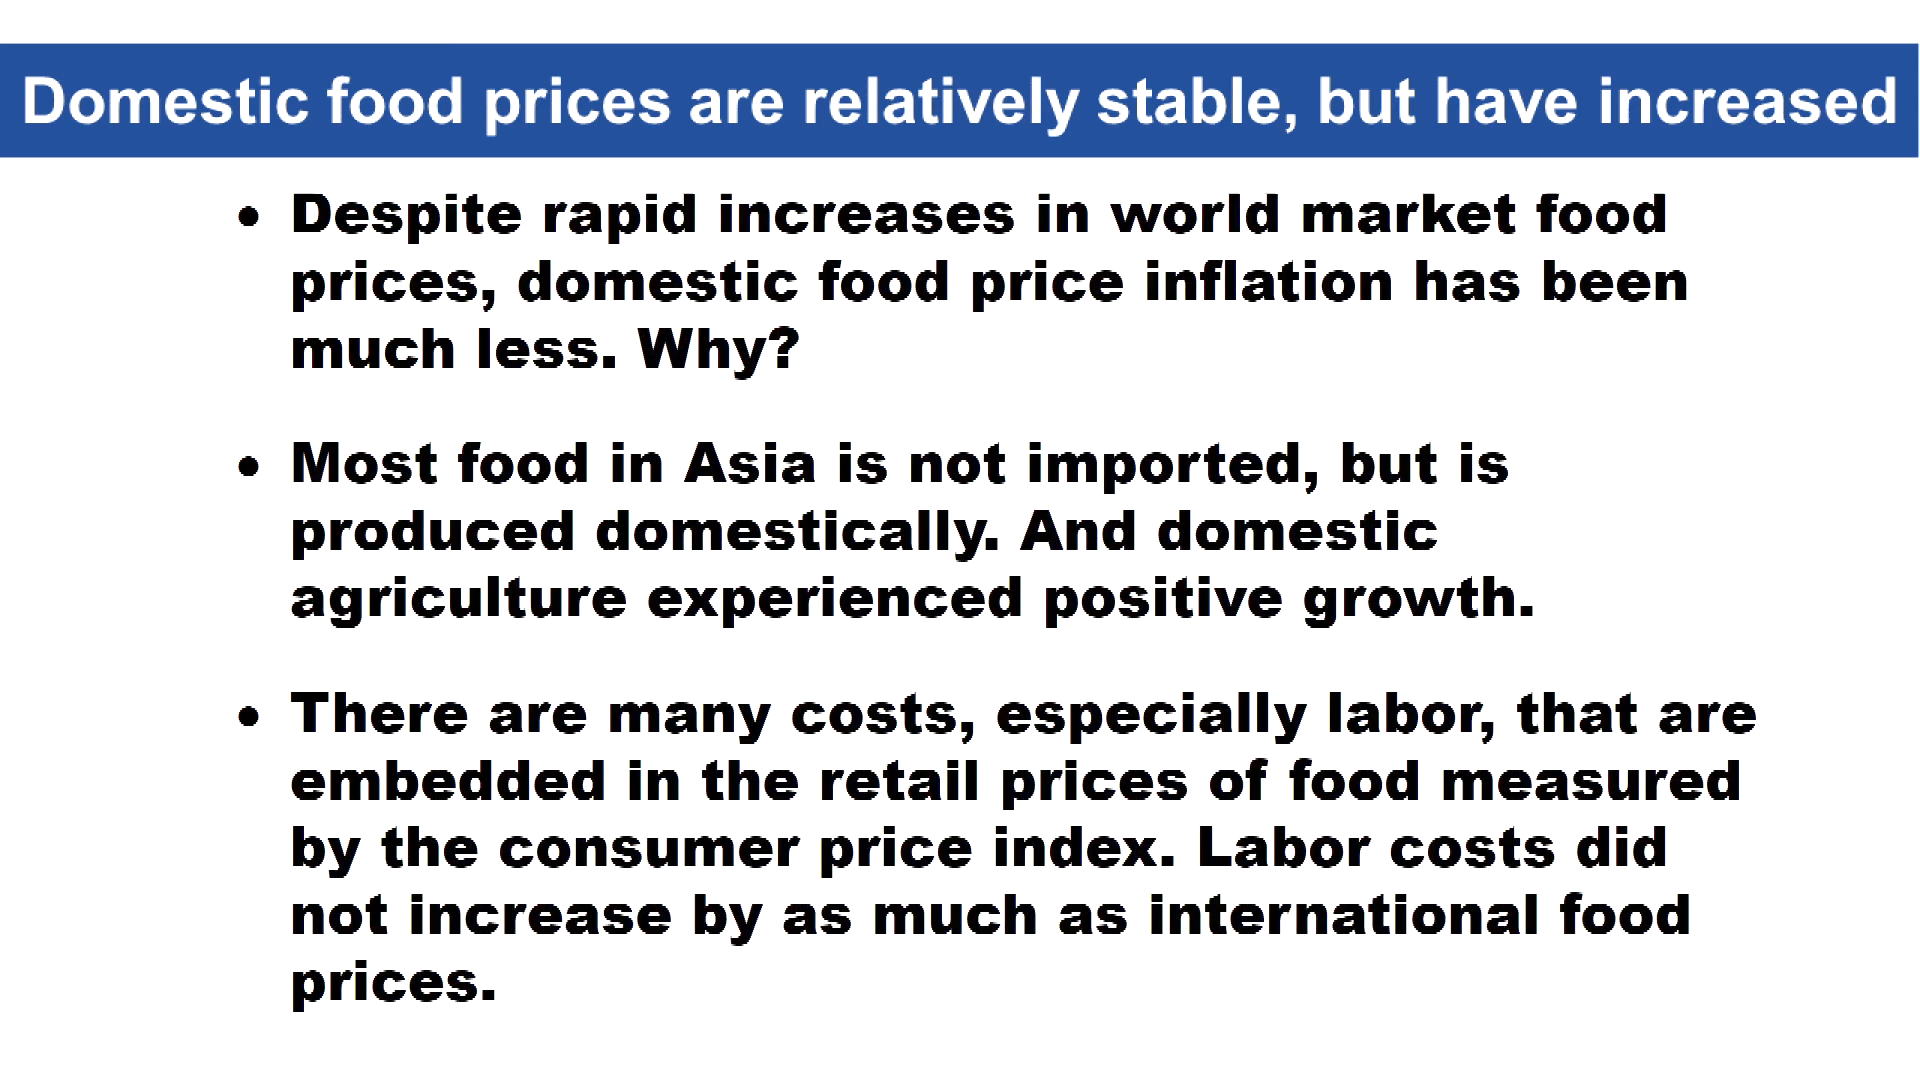 Domestic food prices are relatively stable, but have increased
• Despite rapid increases in world market food
prices, domestic food price inflation has been
much less. Why?
• Most food in Asia is not imported, but is
produced domestically. And domestic
agriculture experienced positive growth.
• There are many costs, especially labor, that are
embedded in the retail prices of food measured
by the consumer price index. Labor costs did
not increase by as much as international food
prices.